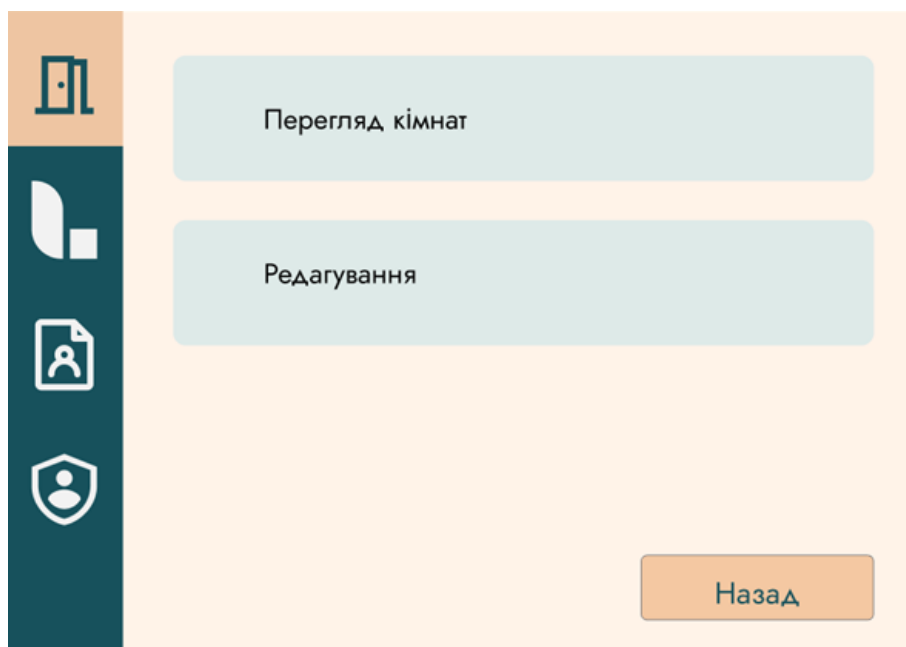 Перегляд кімнат
Редагування
Назад